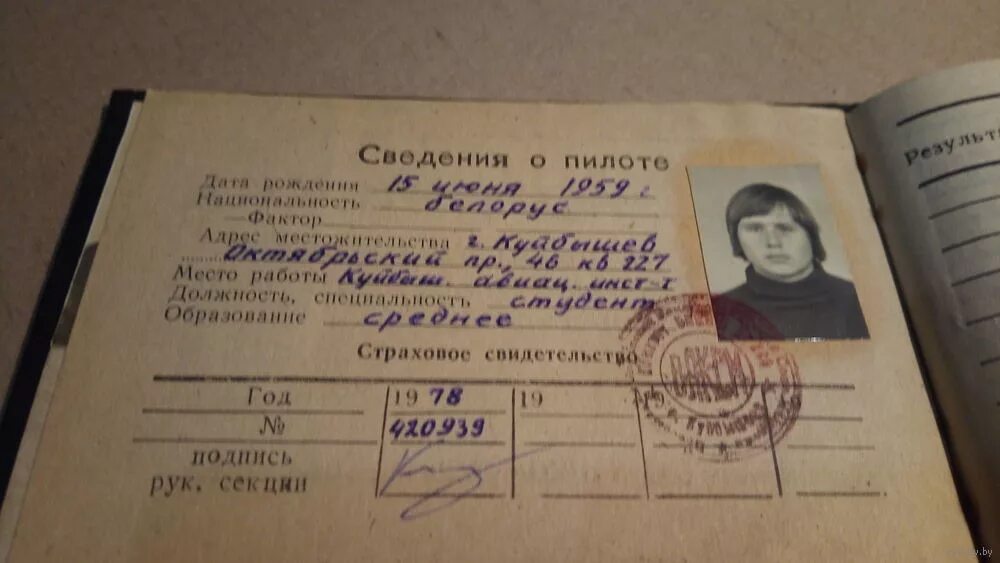 Сведения о пилоте
Дата рождения 15 июня 1959 г
Национальность белорус
—Фактор
Адрес местожительства г. Куйбышев
Октябрьский пр., 46 кв 227
Место работы Куйбыш. авиац. инст-т
Должность, специальность студент
Образование среднее
Страховое свидетельство
Год 1978 19 19
№ 420939
подпись
рук. секции
Результ